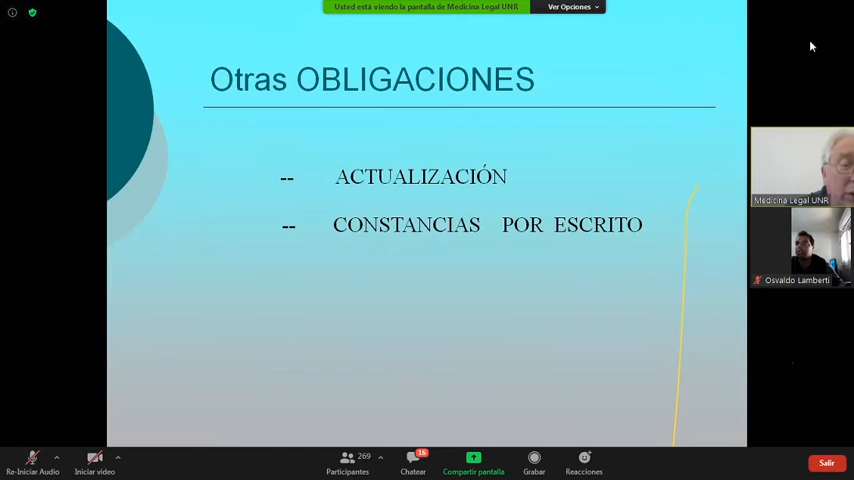 Usted está viendo la pantalla de Medicina Legal UNR
Ver Opciones
Otras OBLIGACIONES
-- ACTUALIZACIÓN
-- CONSTANCIAS POR ESCRITO
Medicina Legal UNR
Osvaldo Lamberti
Re-Iniciar Audio
Iniciar video
269
Participantes
16
Chatear
Compartir pantalla
Grabar
Reacciones
Salir